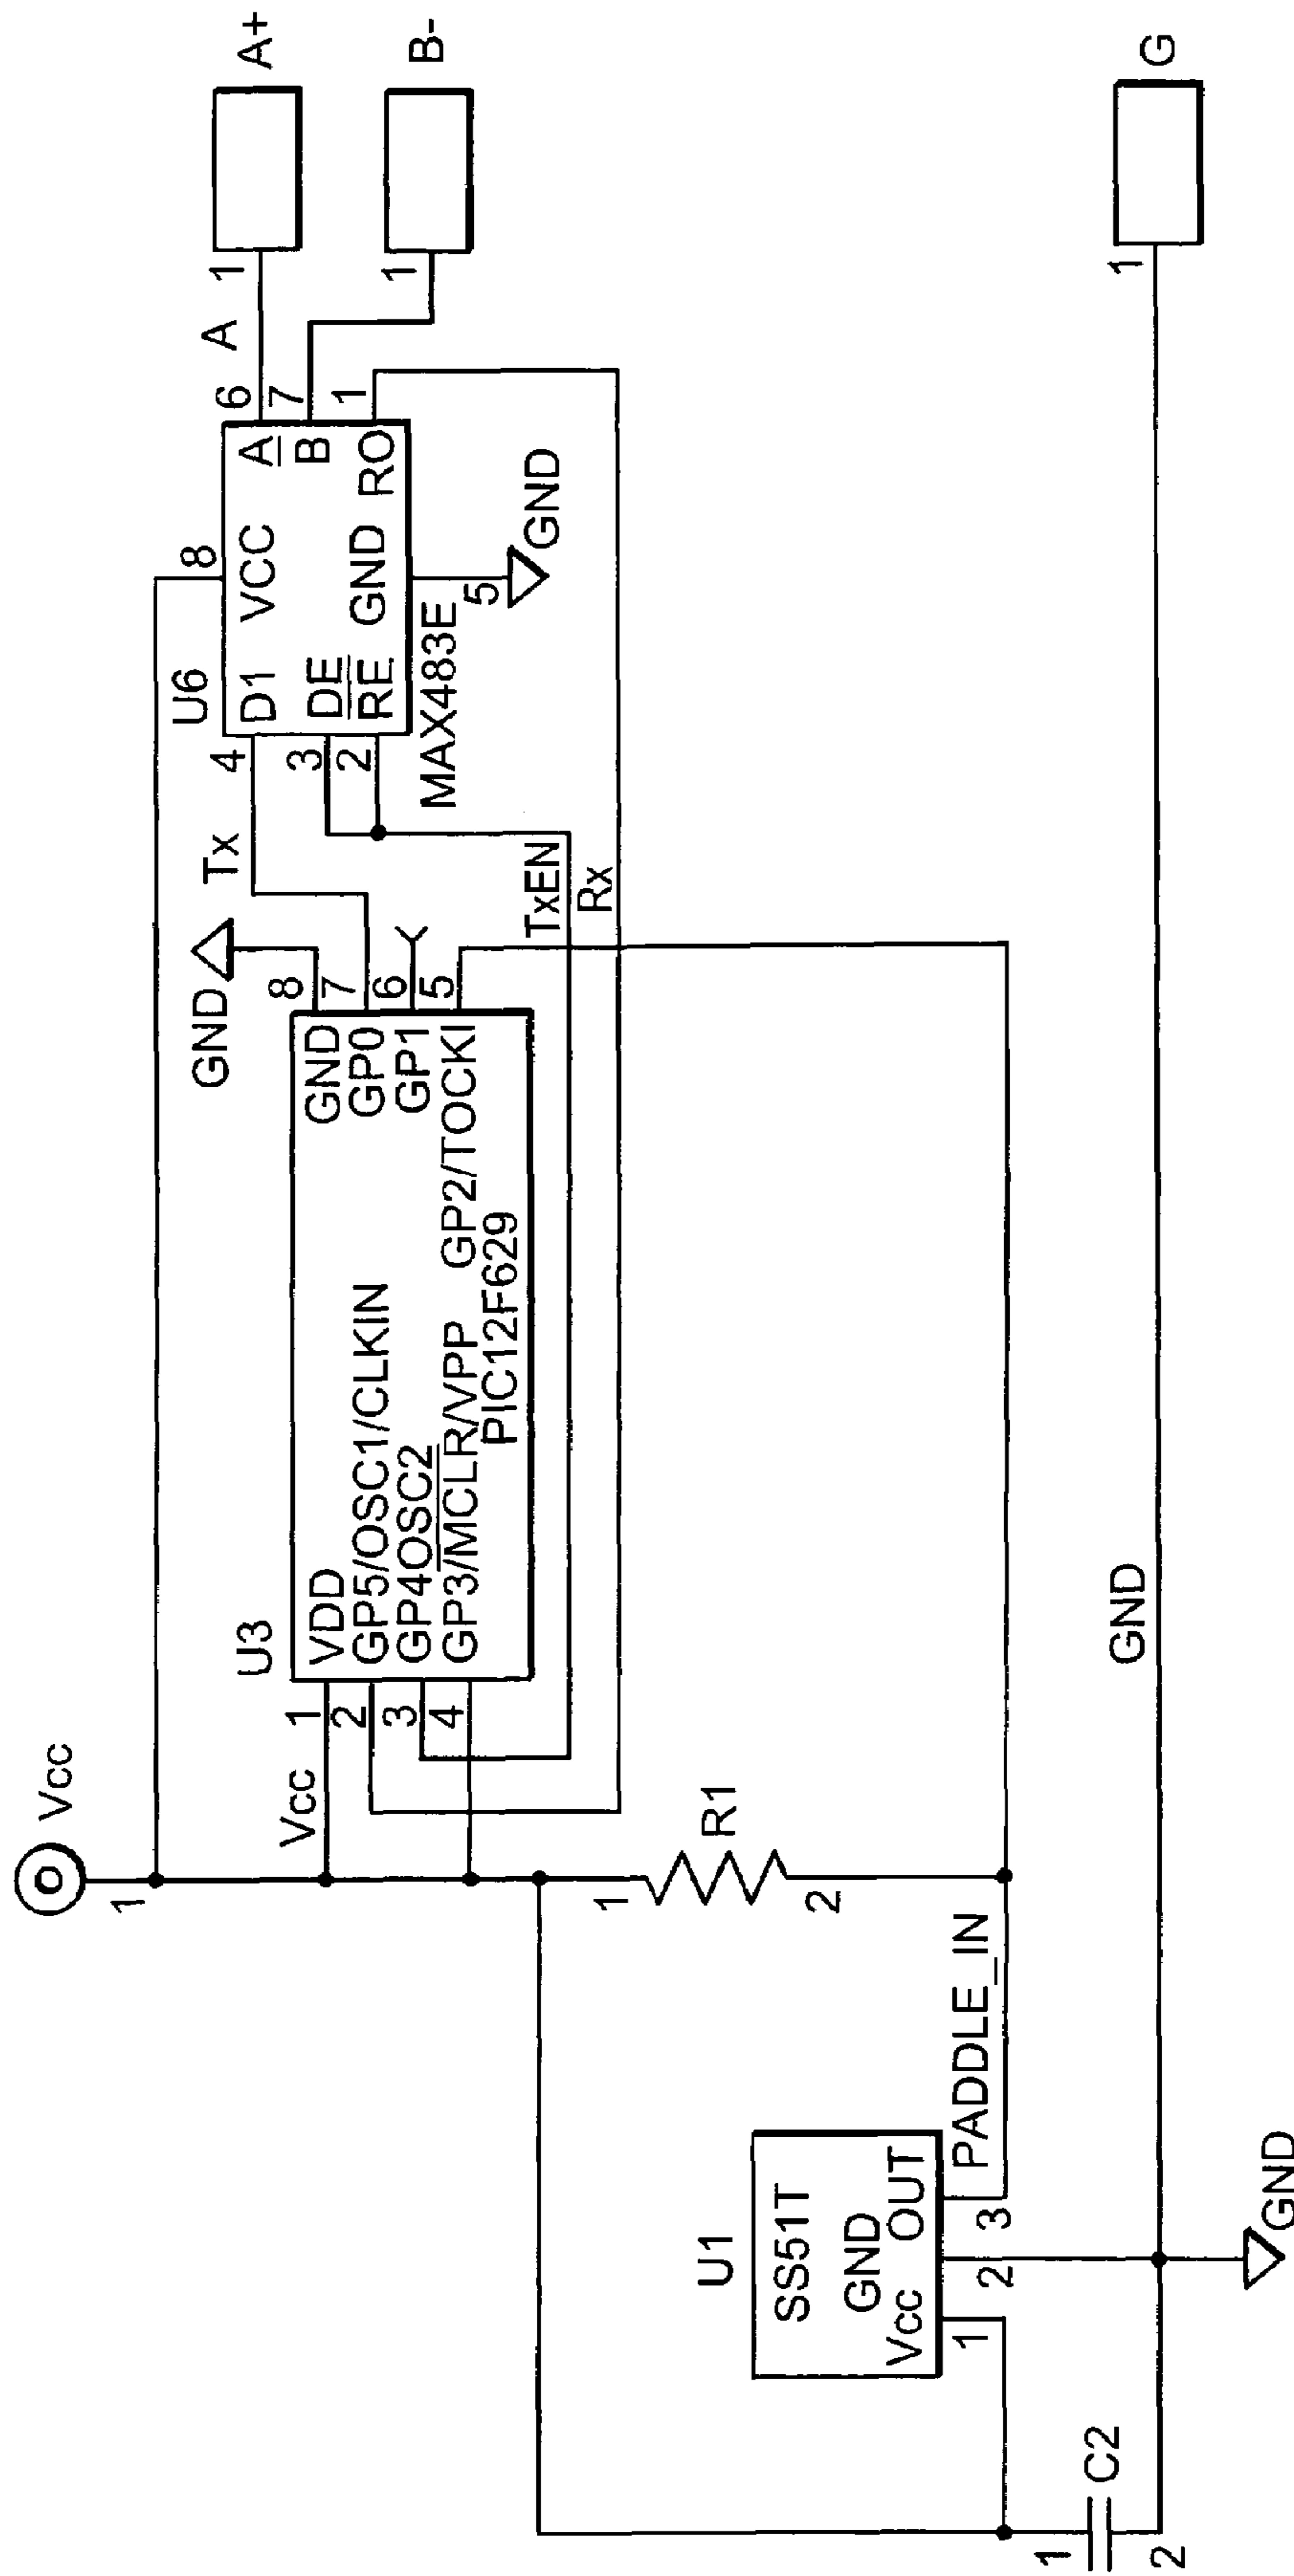 Vcc
1
U6
8
VCC
4
D1
Tx
A
6
A
1
A+
7
B
1
B-
3
DE
2
RE
GND
RO
1
5
GND
MAX483E
GND
U3
Vcc
1
VDD
GND
8
2
GP5/OSC1/CLKIN
GP0
7
3
GP4OSC2
GP1
6
4
GP3/MCLR/VPP
GP2/TOCKI
5
PIC12F629
TxEN
Rx
1
R1
2
U1
SS51T
GND
Vcc
OUT
1
2
3
PADDLE_IN
1
C2
2
GND
GND
1
G